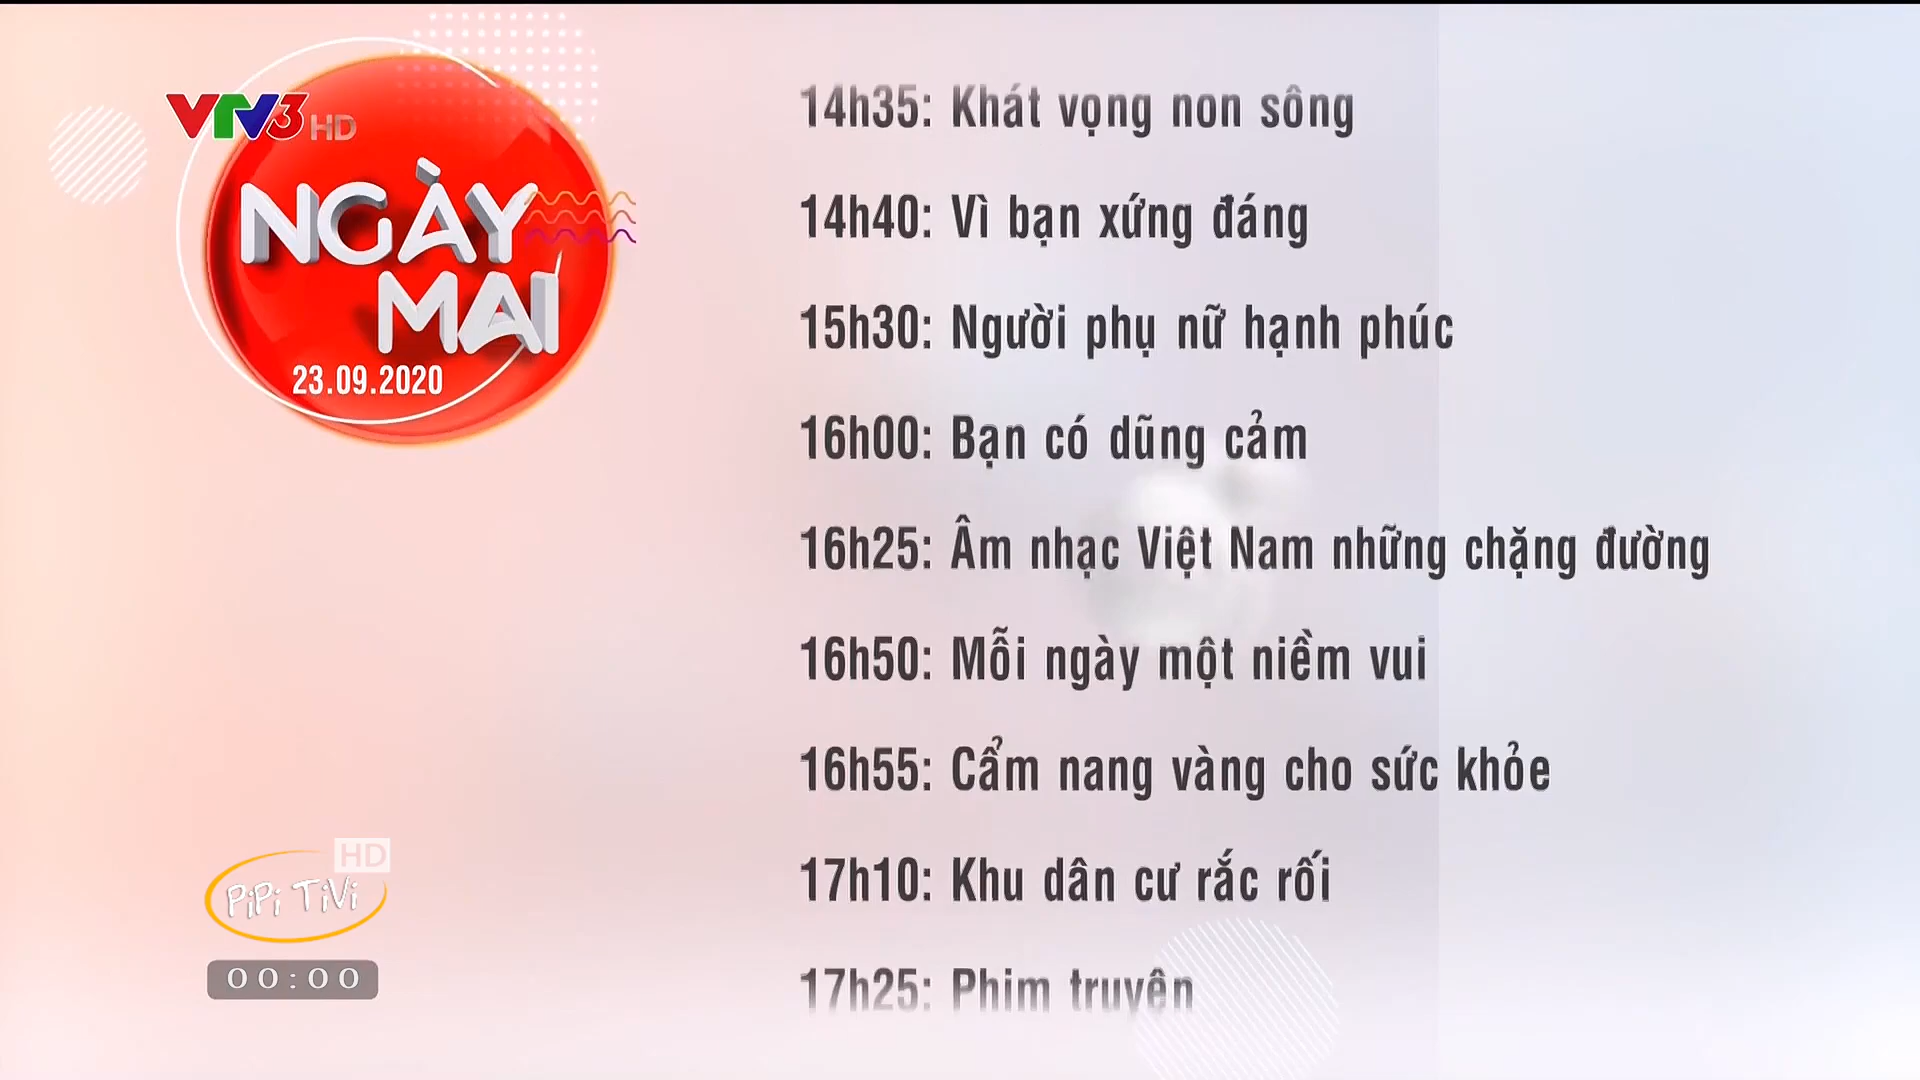 VTV3 HD
NGÀY
MAI
23.09.2020
14h35: Khát vọng non sông
14h40: Vì bạn xứng đáng
15h30: Người phụ nữ hạnh phúc
16h00: Bạn có dũng cảm
16h25: Âm nhạc Việt Nam những chặng đường
16h50: Mỗi ngày một niềm vui
16h55: Cẩm nang vàng cho sức khỏe
17h10: Khu dân cư rắc rối
17h25: Phim truyện
HD
PiPi TiVi
00:00